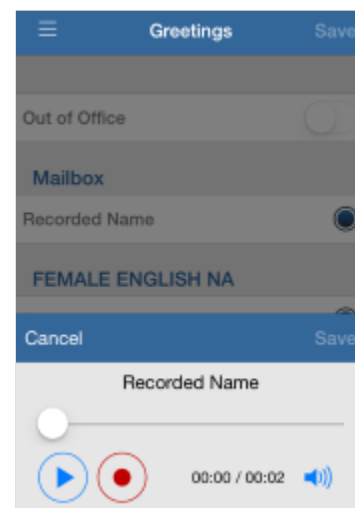 Greetings Save
Out of Office
Mailbox
Recorded Name
FEMALE ENGLISH NA
Cancel Save
Recorded Name
00:00 / 00:02